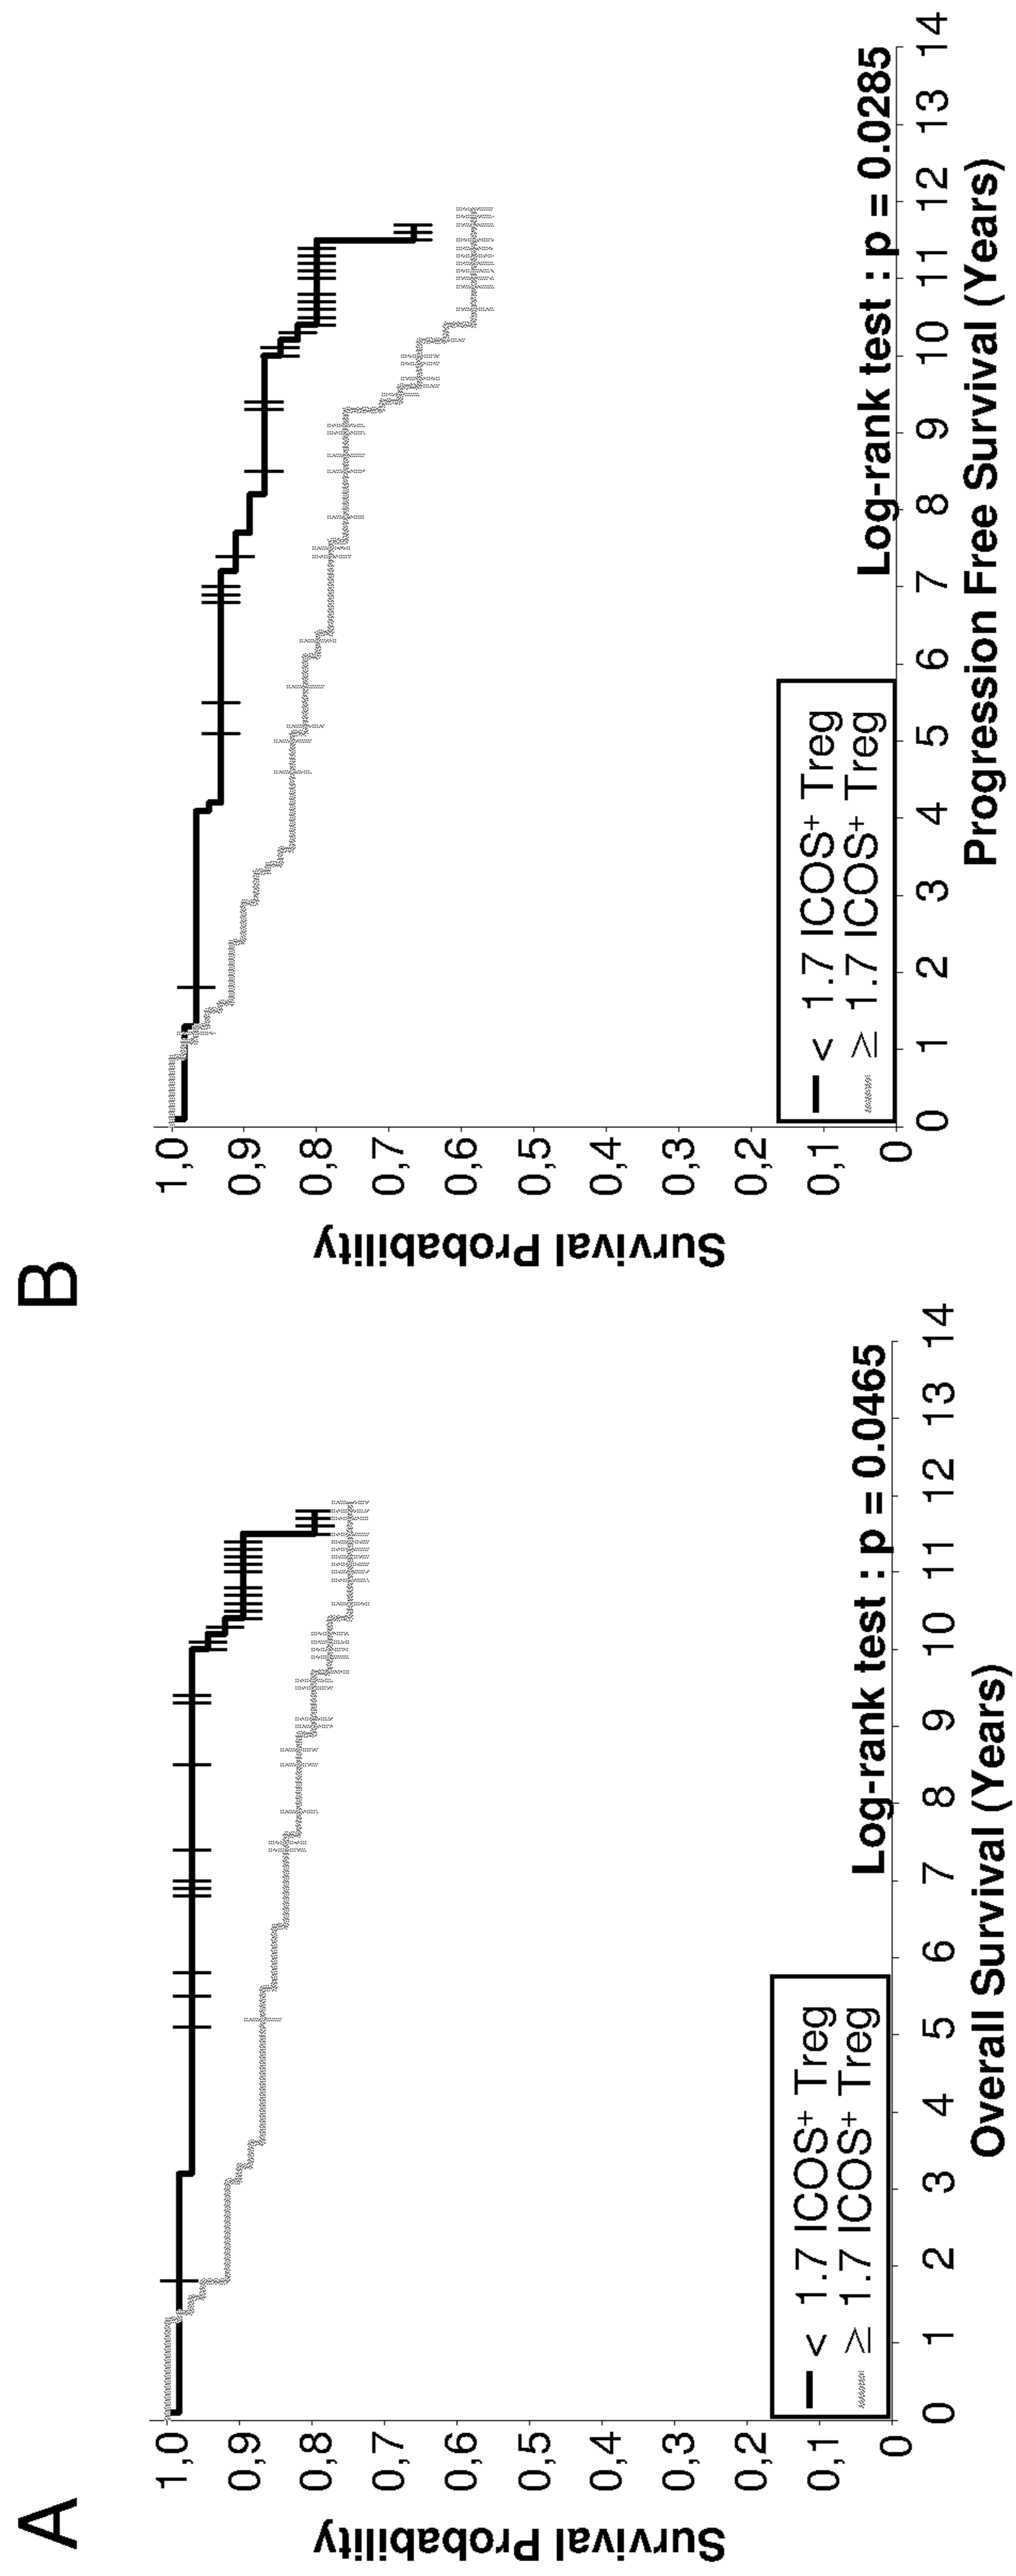 A
Survival Probability
1,0
0,9
0,8
0,7
0,6
0,5
0,4
0,3
0,2
0,1
0
< 1.7 ICOS+ Treg
≥ 1.7 ICOS+ Treg
Log-rank test : p = 0.0465
0 1 2 3 4 5 6 7 8 9 10 11 12 13 14
Overall Survival (Years)
B
Survival Probability
1,0
0,9
0,8
0,7
0,6
0,5
0,4
0,3
0,2
0,1
0
< 1.7 ICOS+ Treg
≥ 1.7 ICOS+ Treg
Log-rank test : p = 0.0285
0 1 2 3 4 5 6 7 8 9 10 11 12 13 14
Progression Free Survival (Years)